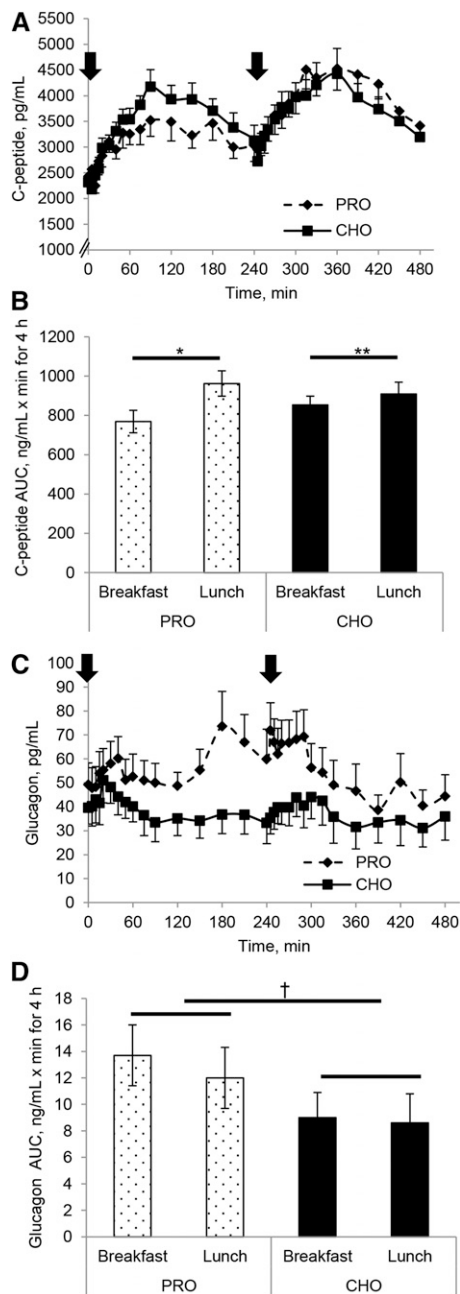 A
5500
5000
4500
4000
3500
3000
2500
2000
1500
1000
C-peptide, pg/mL
PRO
CHO
0 60 120 180 240 300 360 420 480
Time, min
B
1200
1000
800
600
400
200
0
C-peptide AUC, ng/mL x min for 4 h
*
**
Breakfast Lunch Breakfast Lunch
PRO CHO
C
100
90
80
70
60
50
40
30
20
10
0
Glucagon, pg/mL
PRO
CHO
0 60 120 180 240 300 360 420 480
Time, min
D
18
16
14
12
10
8
6
4
2
0
Glucagon AUC, ng/mL x min for 4 h
†
Breakfast Lunch Breakfast Lunch
PRO CHO